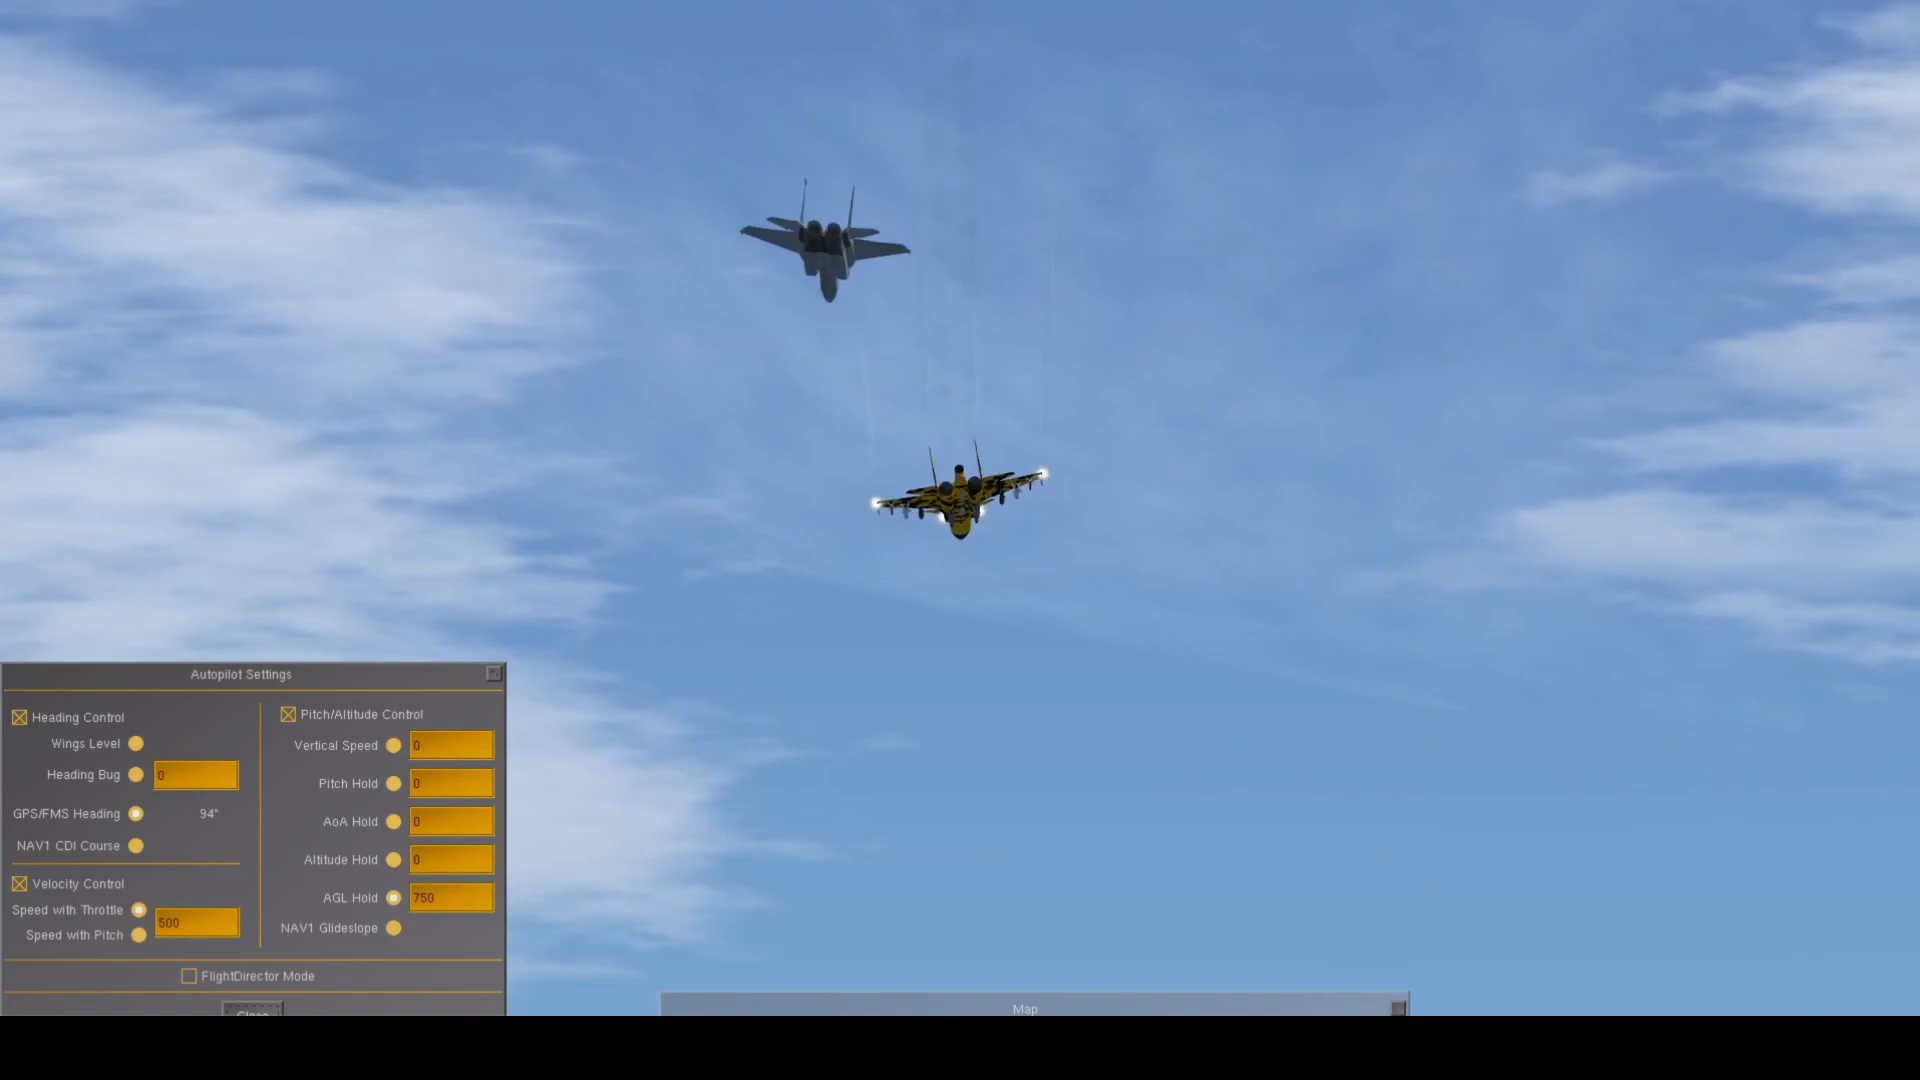 Autopilot Settings
Heading Control
Wings Level
Heading Bug 0
GPS/FMS Heading 94°
NAV1 CDI Course
Velocity Control
Speed with Throttle 500
Speed with Pitch
Pitch/Altitude Control
Vertical Speed 0
Pitch Hold 0
AoA Hold 0
Altitude Hold 0
AGL Hold 750
NAV1 Glideslope
FlightDirector Mode
Close
Map